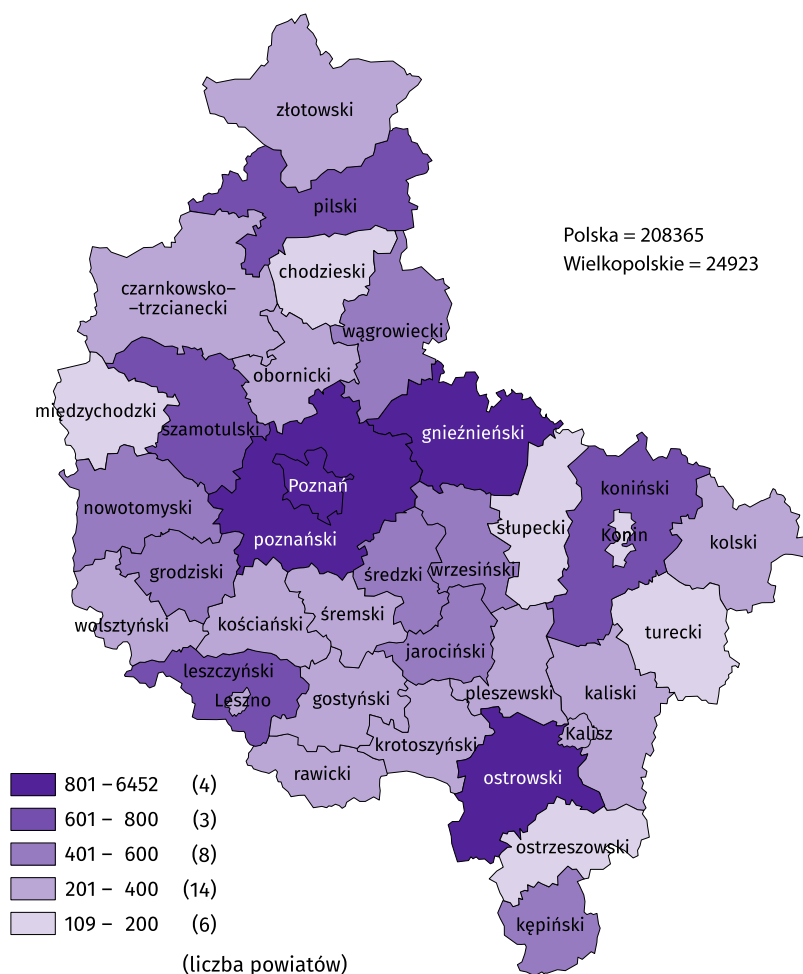 złotowski
pilski
Polska = 208365
Wielkopolskie = 24923
chodzieski
czarnkowsko–
–trzcianecki
wągrowiecki
obornicki
międzychodzki
szamotulski
gnieźnieński
Poznań
koniński
nowotomyski
słupecki
Konin
poznański
kolski
grodziski
średzki
wrzesiński
wolsztyński
kościański
śremski
turecki
jarociński
leszczyński
pleszewski
kaliski
Leszno
gostyński
Kalisz
krotoszyński
rawicki
ostrowski
801 – 6452 (4)
601 – 800 (3)
401 – 600 (8)
ostrzeszowski
201 – 400 (14)
109 – 200 (6)
kępiński
(liczba powiatów)